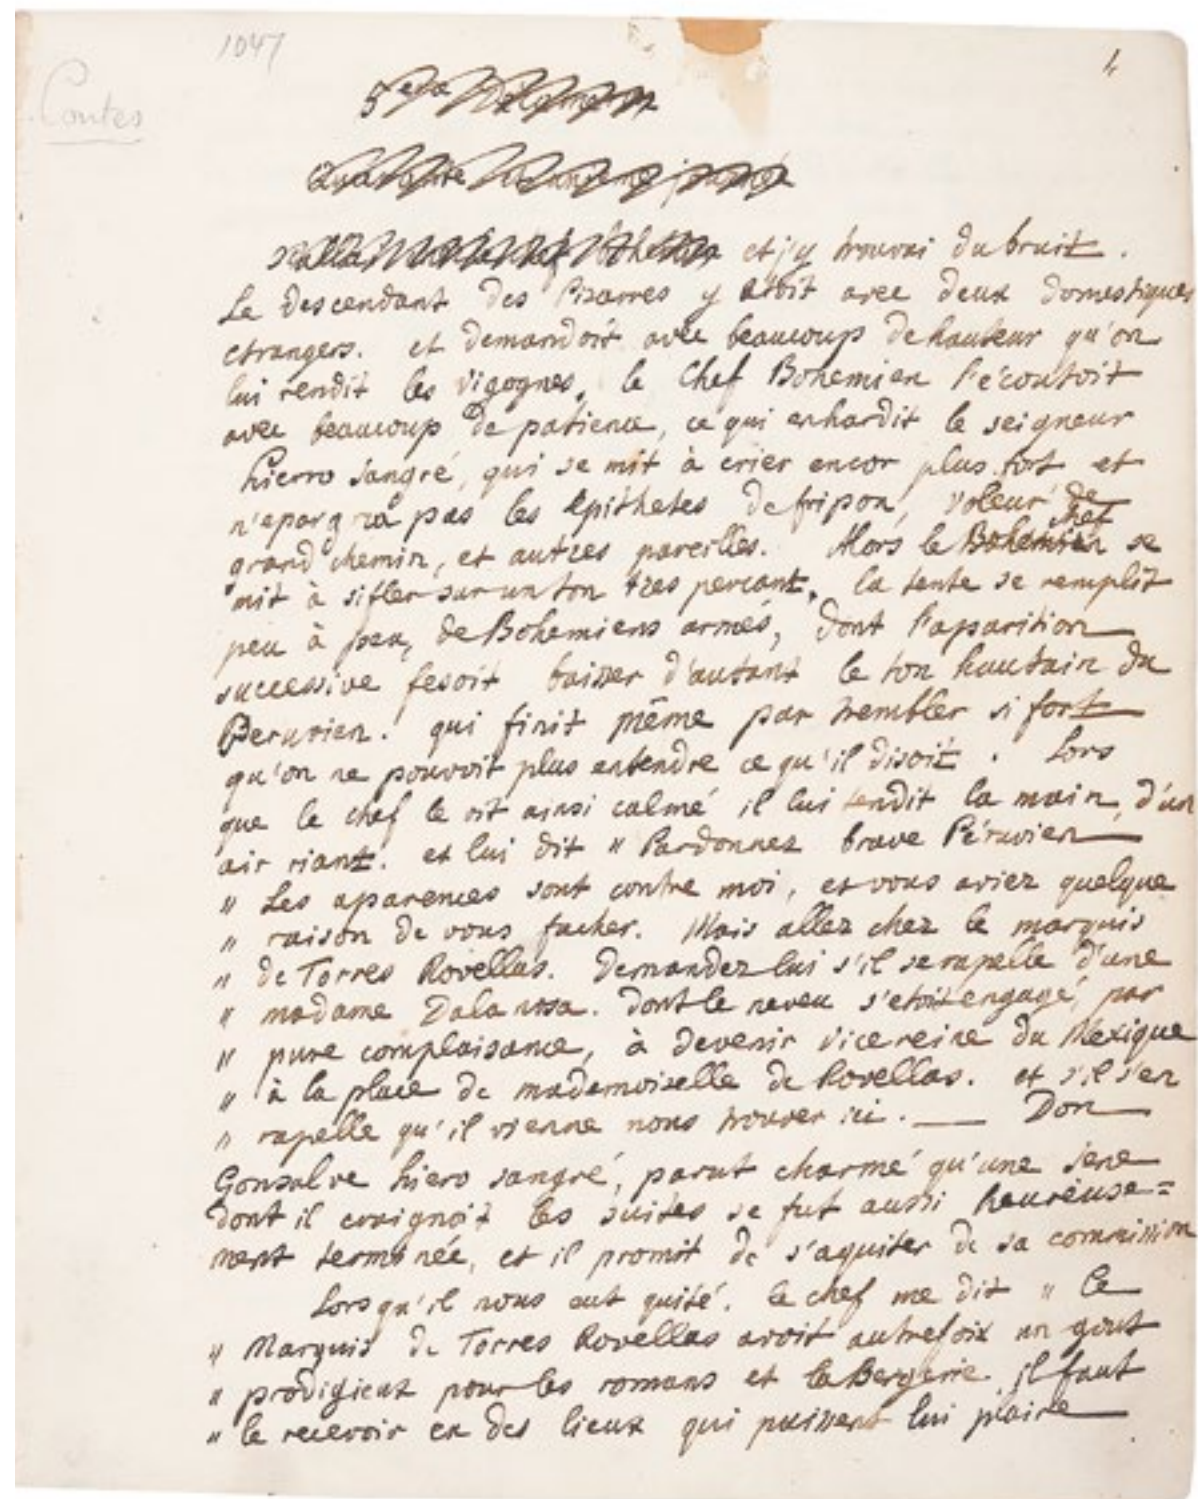 1047
4
Contes
et j'y trouvai du bruit.
Le descendant des Pizarres y etoit avec deux domestiques
etrangers. et demandoit avec beaucoup de hauteur qu'on
lui rendit les vigognes. le Chef Bohemien l'écoutoit
avec beaucoup de patience, ce qui enhardit le seigneur
hierro sangré, qui se mit à crier encor plus fort et
n'epargna pas les epithetes de fripon, voleur de
grand chemin, et autres pareilles. Alors le chef se
mit à sifler sur un ton tres percant. la tente se remplit
peu à peu, de Bohemiens armés, dont l'aparition
successive fesoit baisser d'autant le ton hautain du
Peruvien. qui finit même par trembler si fort
qu'on ne pouvoit plus entendre ce qu'il disoit. Lors
que le chef le vit ainsi calmé il lui tendit la main, d'un
air riant. et lui dit " Pardonnez brave Péruvien
" Les aparences sont contre moi, et vous aviez quelque
" raison de vous facher. Mais allez chez le marquis
" de Torres Rovellas. Demandez lui s'il se rapelle d'une
" madame Dalanosa. dont le neveu s'etoit engagé, par
" pure complaisance, à devenir vicereine du Mexique
" à la place de mademoiselle de Rovellas. et s'il s'en
" rapelle qu'il vienne nous trouver ici. — Don
Gonsalve hiero sangré, parut charmé qu'une sene
dont il craignoit les suites se fut aussi heureuse=
ment terminée, et il promit de s'aquiter de sa commission
Lorsqu'il nous eut quité. le chef me dit " Le
" Marquis de Torres Rovellas avoit autrefoix un gout
" prodigieux pour les romans et la Bergerie. il faut
" le recevoir en des lieux qui puissent lui plaire